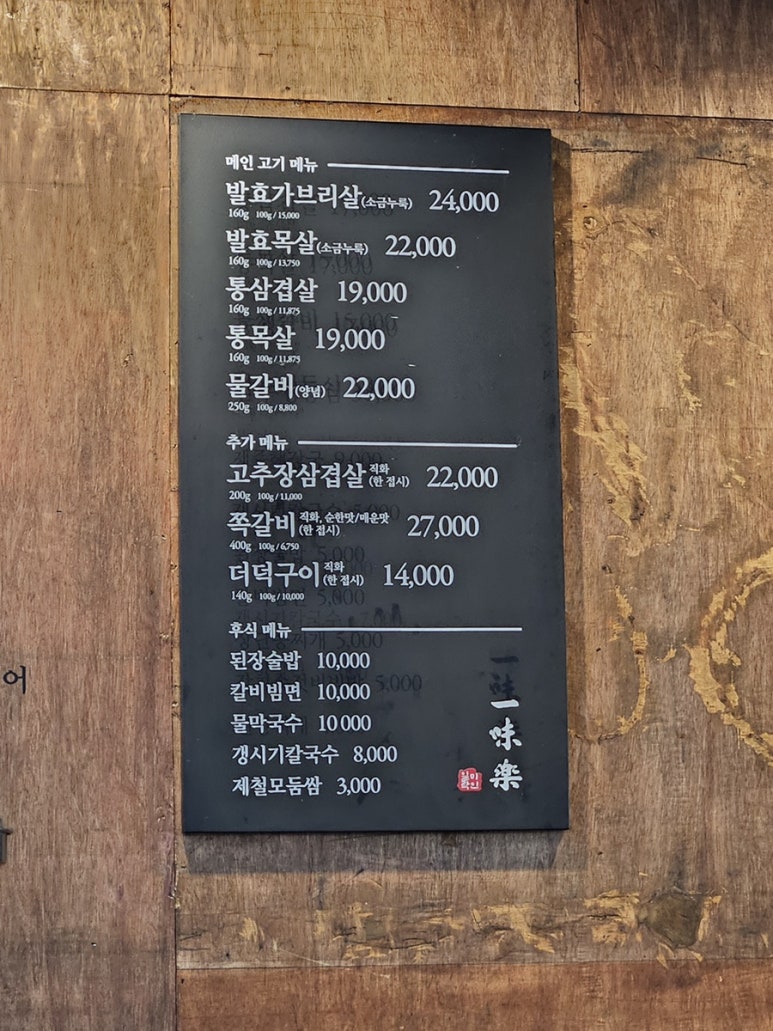 메인 고기 메뉴
발효가브리살(소금누룩) 24,000
160g 100g / 15,000
발효목살(소금누룩) 22,000
160g 100g / 13,750
통삼겹살 19,000
160g 100g / 11,875
통목살 19,000
160g 100g / 11,875
물갈비(양념) 22,000
250g 100g / 8,800
추가 메뉴
고추장삼겹살 직화 (한 접시) 22,000
200g 100g / 11,000
쪽갈비 직화, 순한맛/매운맛 (한 접시) 27,000
400g 100g / 6,750
더덕구이 직화 (한 접시) 14,000
140g 100g / 10,000
후식 메뉴
된장술밥 10,000
칼비빔면 10,000
물막국수 10 000
갱시기칼국수 8,000
제철모둠쌈 3,000
一味楽
어